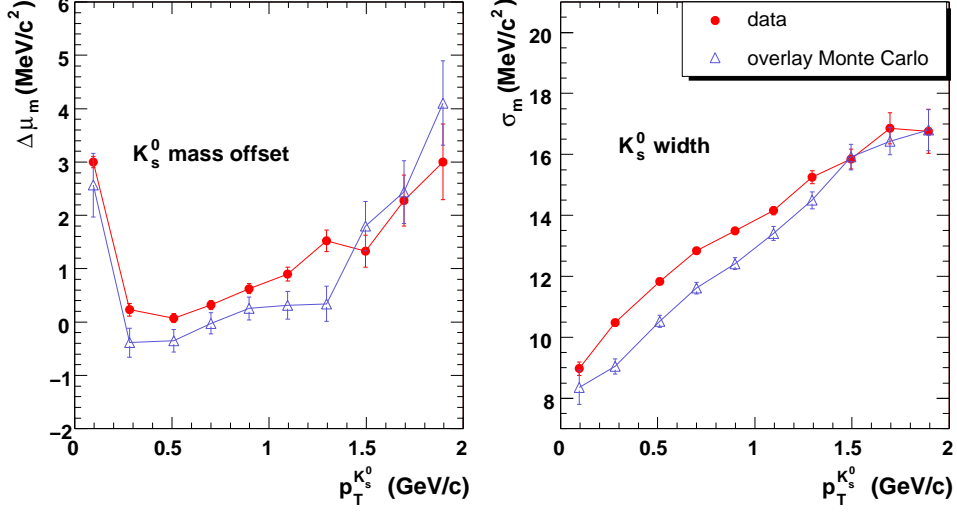 Δμ_m (MeV/c²)
6
5
4
3
2
1
0
−1
−2
K_s^0 mass offset
0 0.5 1 1.5 2
p_T^{K_s^0} (GeV/c)
σ_m (MeV/c²)
20
18
16
14
12
10
8
data
overlay Monte Carlo
K_s^0 width
0 0.5 1 1.5 2
p_T^{K_s^0} (GeV/c)